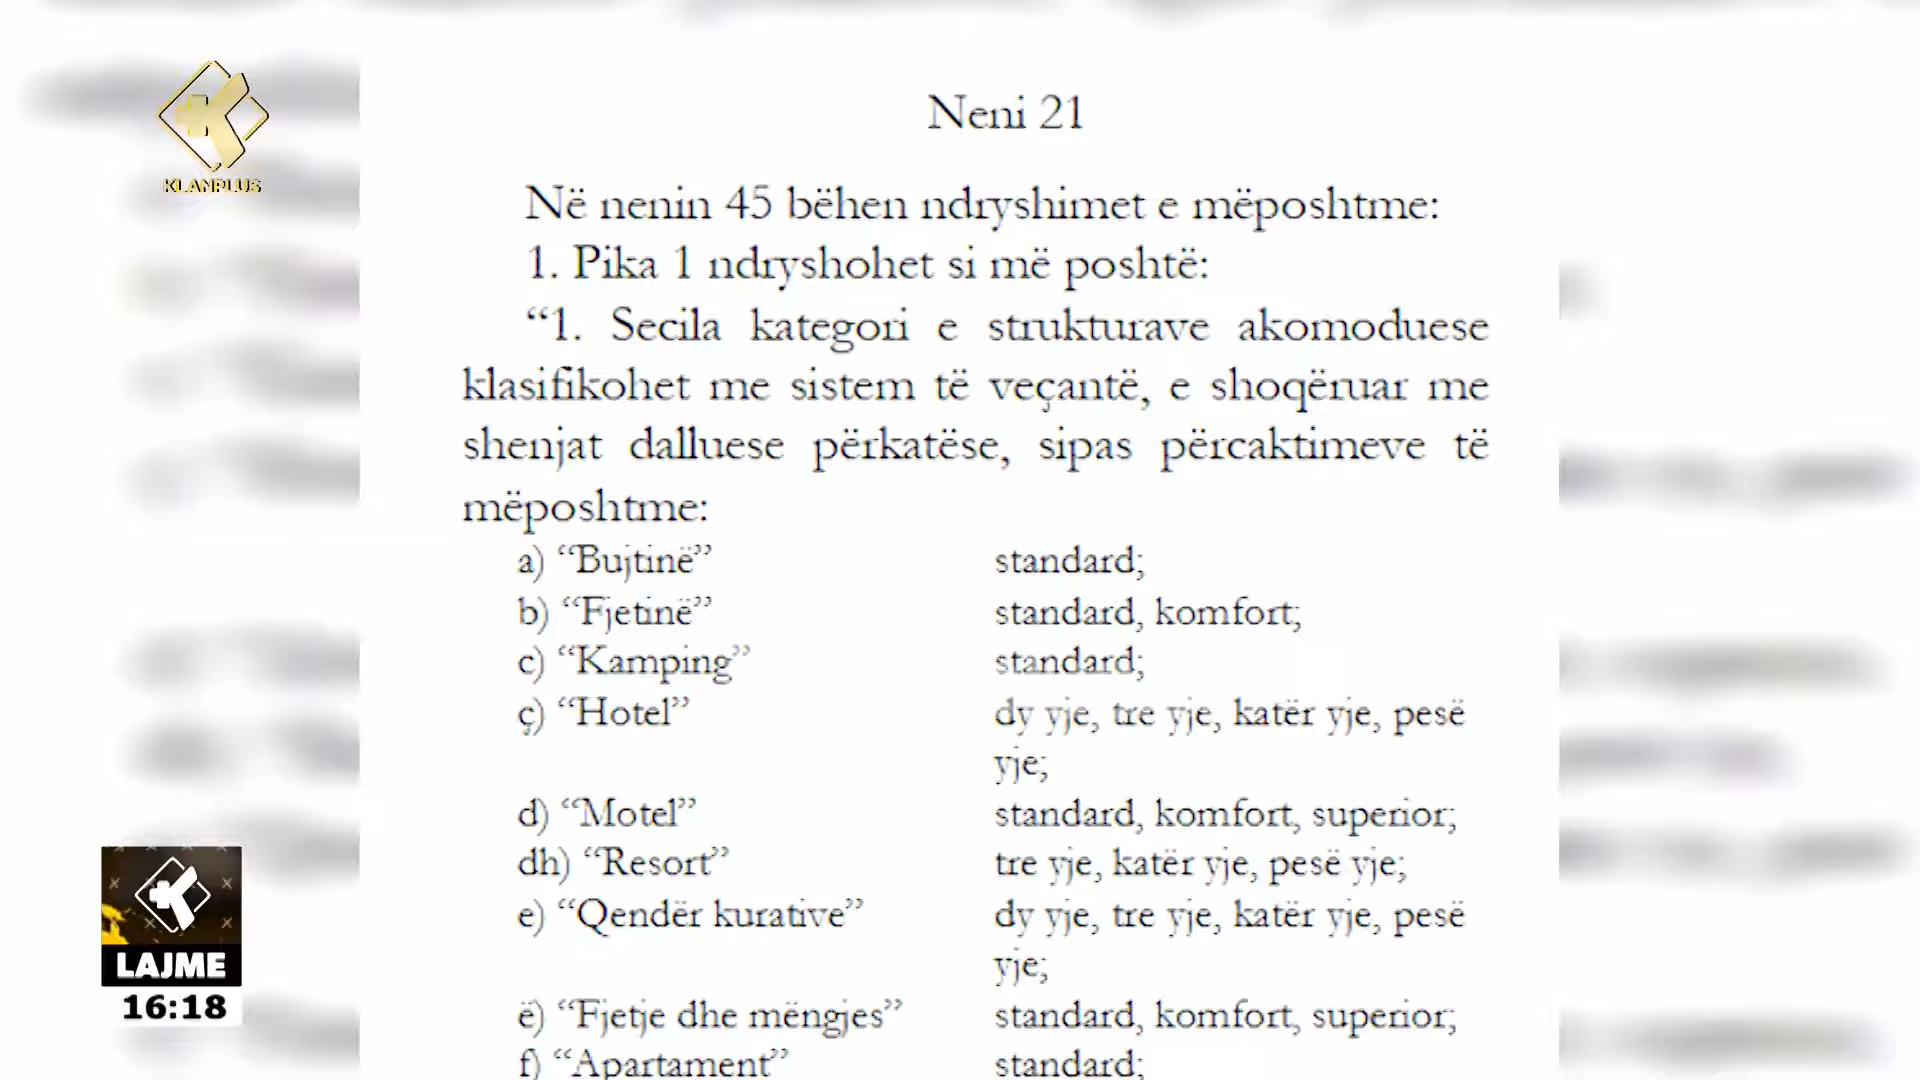 KLANPLUS
Neni 21
Në nenin 45 bëhen ndryshimet e mëposhtme:
1. Pika 1 ndryshohet si më poshtë:
“1. Secila kategori e strukturave akomoduese
klasifikohet me sistem të veçantë, e shoqëruar me
shenjat dalluese përkatëse, sipas përcaktimeve të
mëposhtme:
a) “Bujtinë” standard;
b) “Fjetinë” standard, komfort;
c) “Kamping” standard;
ç) “Hotel” dy yje, tre yje, katër yje, pesë
yje;
d) “Motel” standard, komfort, superior;
dh) “Resort” tre yje, katër yje, pesë yje;
e) “Qendër kurative” dy yje, tre yje, katër yje, pesë
yje;
ë) “Fjetje dhe mëngjes” standard, komfort, superior;
f) “Apartament” standard;
LAJME
16:18